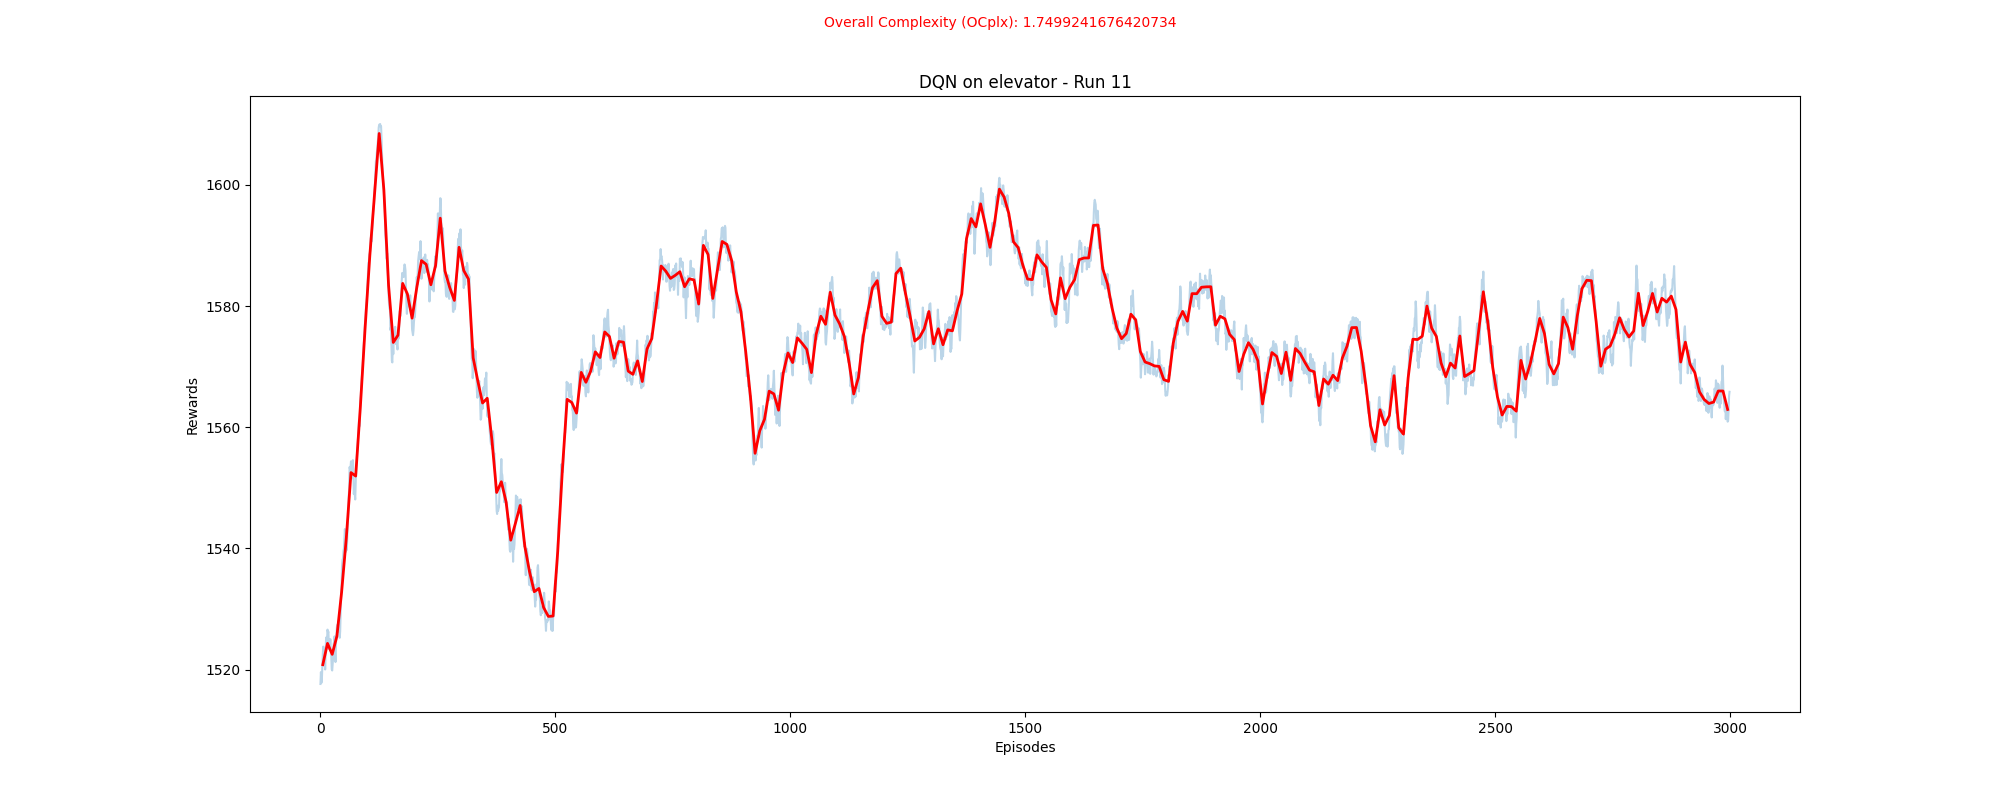 Overall Complexity (OCplx): 1.7499241676420734
DQN on elevator - Run 11
Rewards
1600
1580
1560
1540
1520
0 500 1000 1500 2000 2500 3000
Episodes